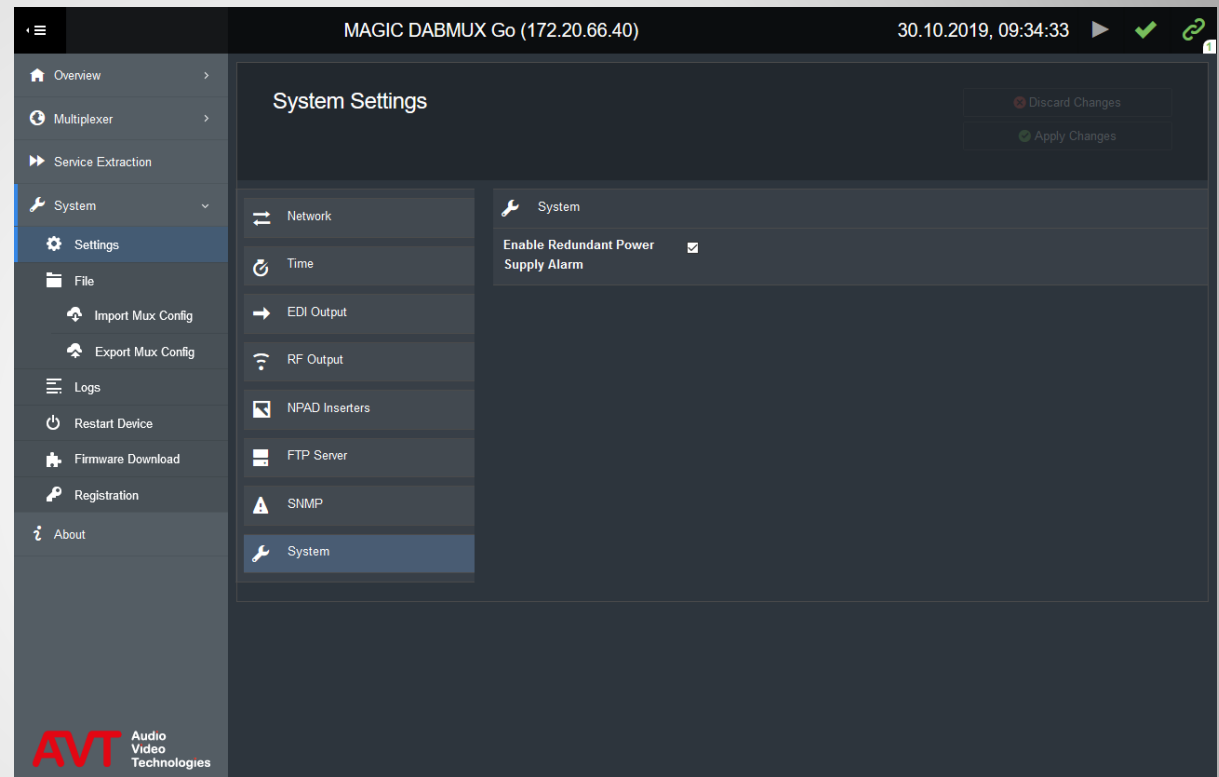 MAGIC DABMUX Go (172.20.66.40)
30.10.2019, 09:34:33
1
Overview
Multiplexer
Service Extraction
System
Settings
File
Import Mux Config
Export Mux Config
Logs
Restart Device
Firmware Download
Registration
About
System Settings
Discard Changes
Apply Changes
Network
Time
EDI Output
RF Output
NPAD Inserters
FTP Server
SNMP
System
System
Enable Redundant Power
Supply Alarm
AVT
Audio
Video
Technologies